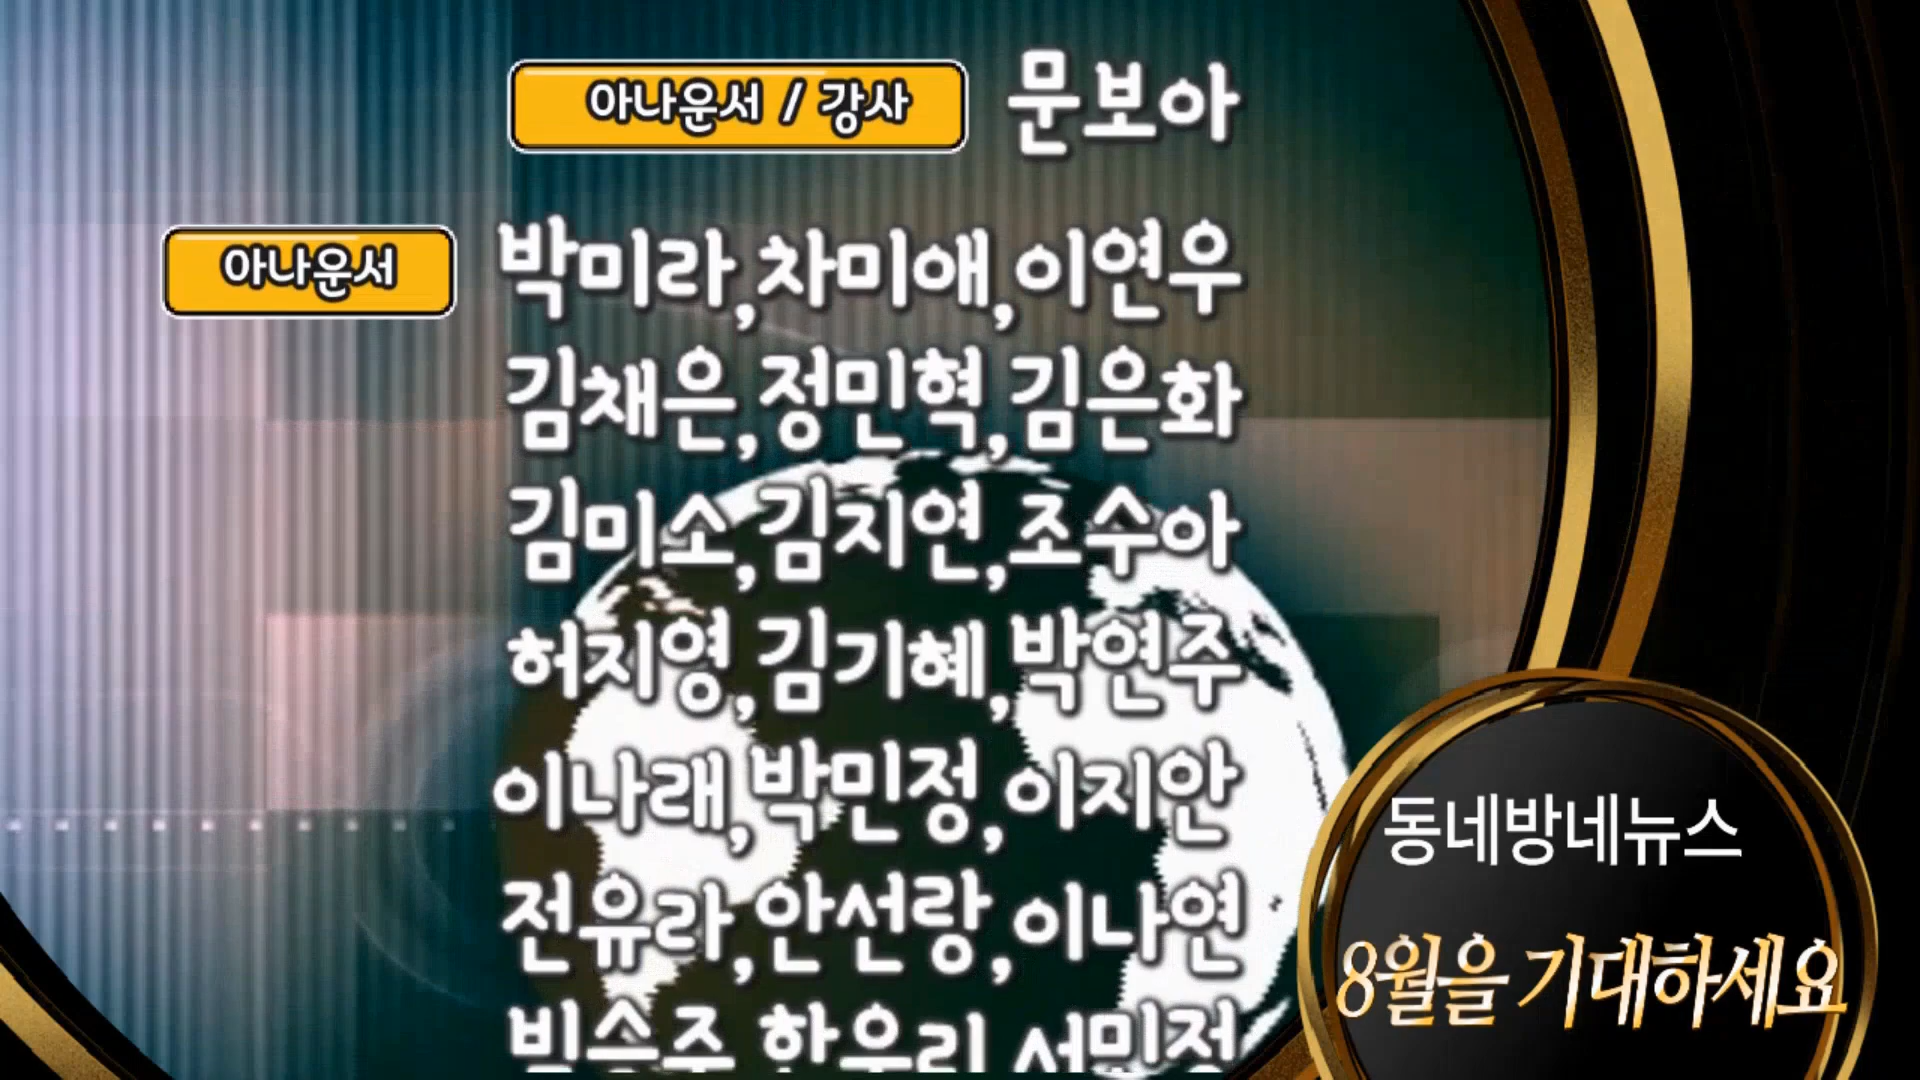 아나운서 / 강사 문보아
아나운서 박미라,차미애,이연우
김채은,정민혁,김은화
김미소,김지연,조수아
허지영,김기혜,박연주
이나래,박민정,이지안
전유라,안선랑,이나연
동네방네뉴스
8월을 기대하세요